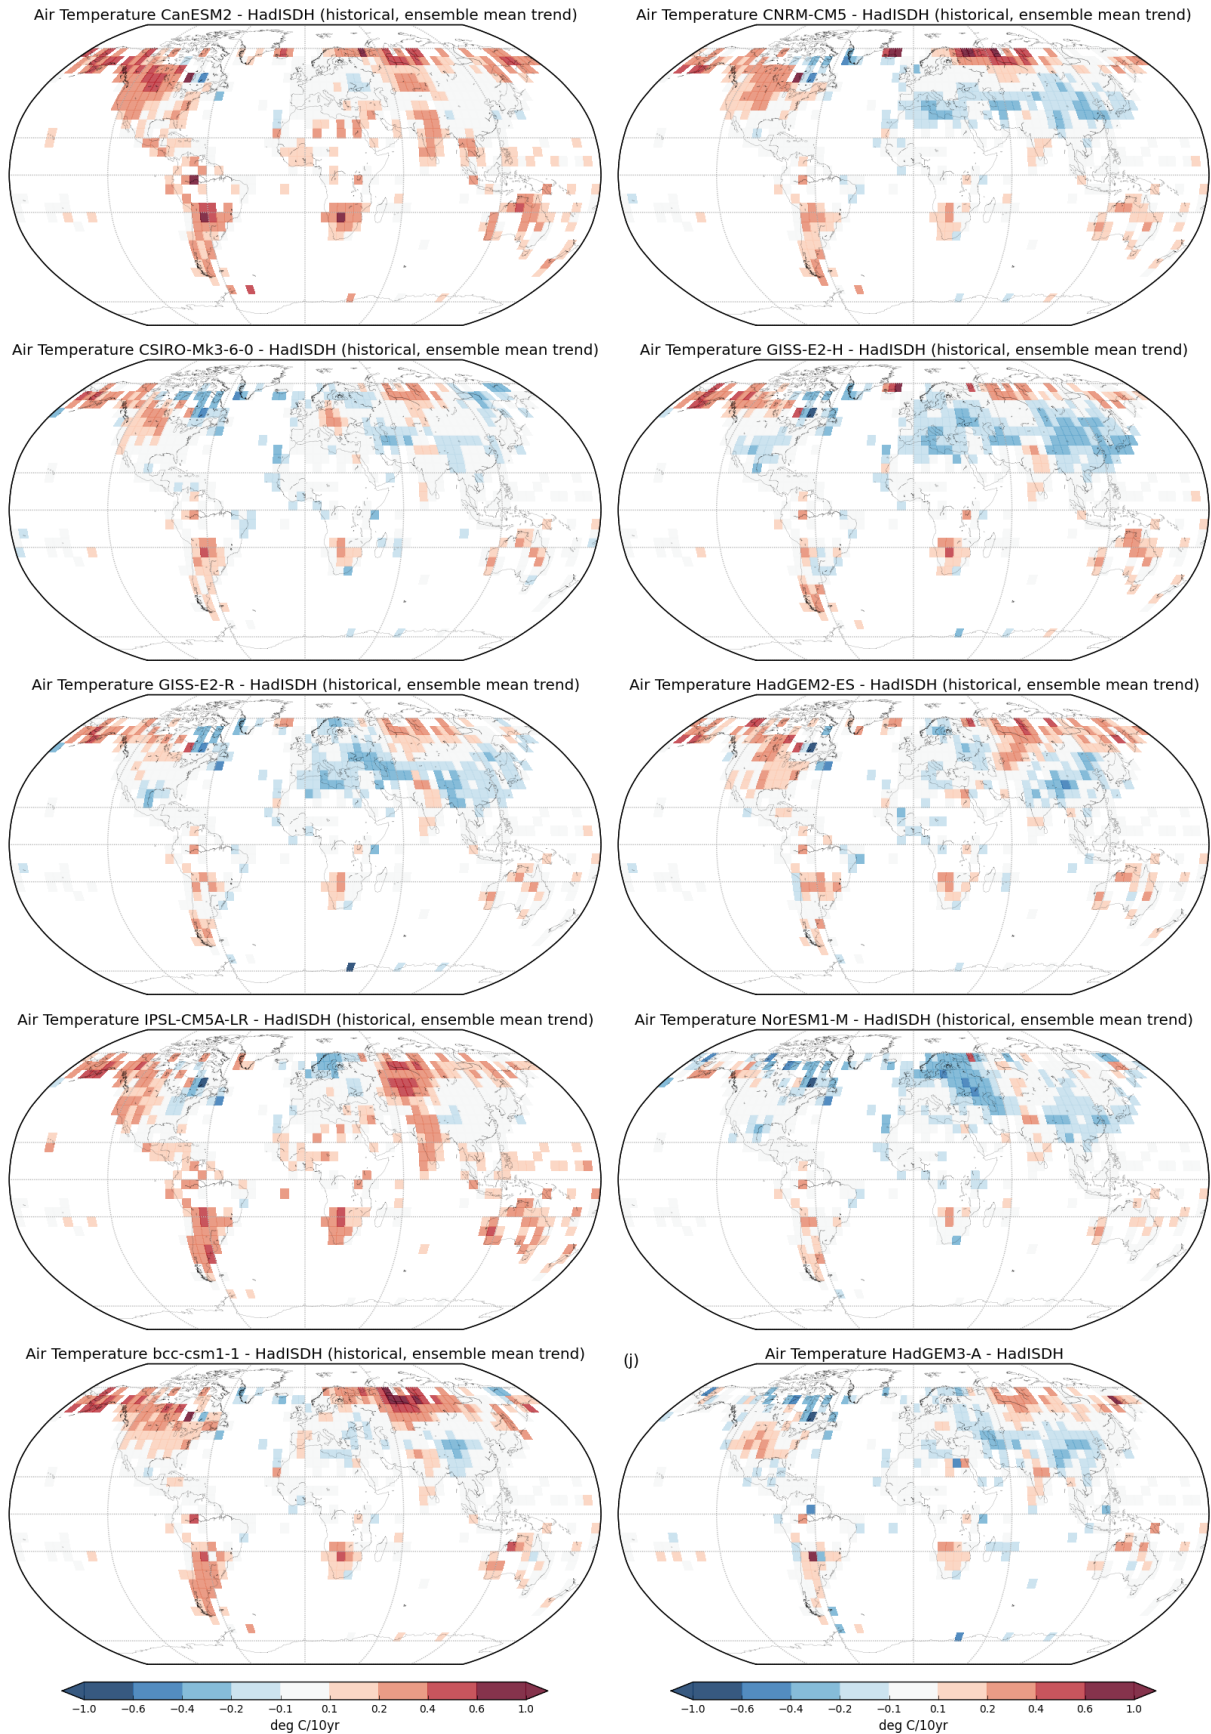 Air Temperature CanESM2 - HadISDH (historical, ensemble mean trend)
Air Temperature CNRM-CM5 - HadISDH (historical, ensemble mean trend)
Air Temperature CSIRO-Mk3-6-0 - HadISDH (historical, ensemble mean trend)
Air Temperature GISS-E2-H - HadISDH (historical, ensemble mean trend)
Air Temperature GISS-E2-R - HadISDH (historical, ensemble mean trend)
Air Temperature HadGEM2-ES - HadISDH (historical, ensemble mean trend)
Air Temperature IPSL-CM5A-LR - HadISDH (historical, ensemble mean trend)
Air Temperature NorESM1-M - HadISDH (historical, ensemble mean trend)
Air Temperature bcc-csm1-1 - HadISDH (historical, ensemble mean trend)
(j) Air Temperature HadGEM3-A - HadISDH
−1.0 −0.6 −0.4 −0.2 0.1 0.2 0.4 0.6 1.0
deg C/10yr
−1.0 −0.6 −0.4 −0.2 0.1 0.2 0.4 0.6 1.0
deg C/10yr